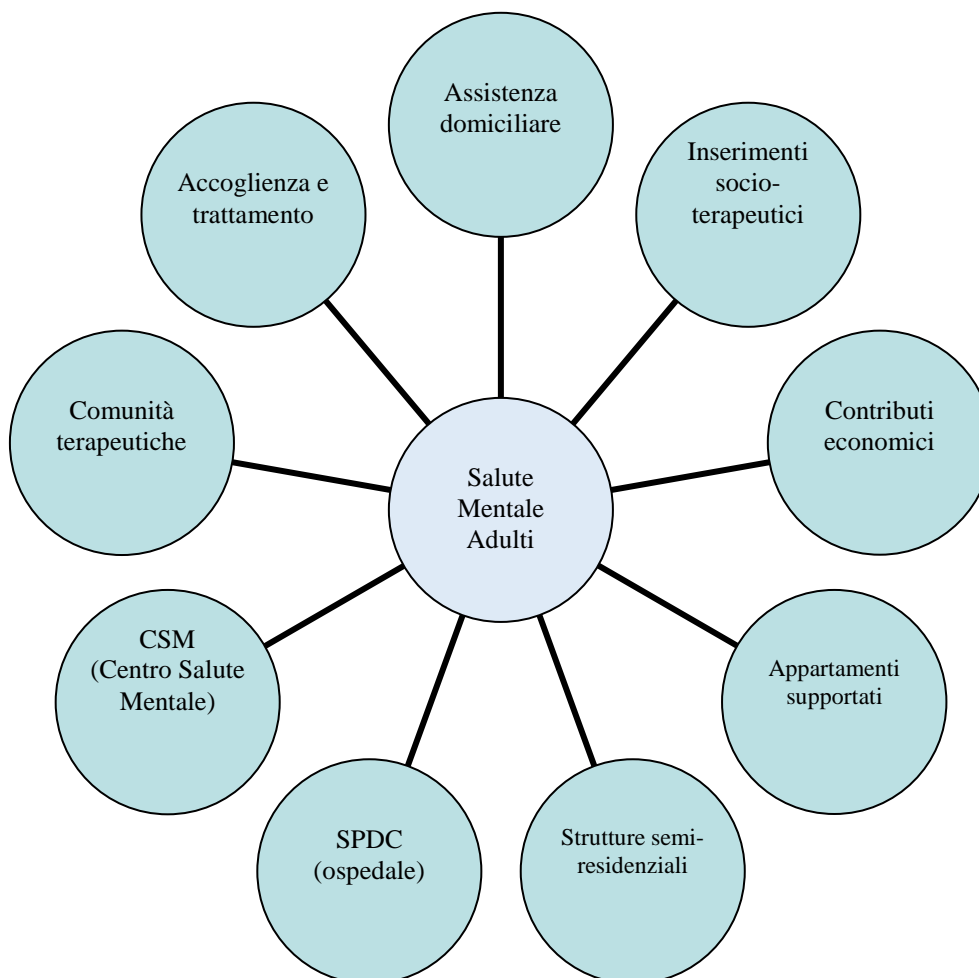 Assistenza
domiciliare
Inserimenti
socio-
terapeutici
Accoglienza e
trattamento
Contributi
economici
Comunità
terapeutiche
Salute
Mentale
Adulti
CSM
(Centro Salute
Mentale)
Appartamenti
supportati
SPDC
(ospedale)
Strutture semi-
residenziali